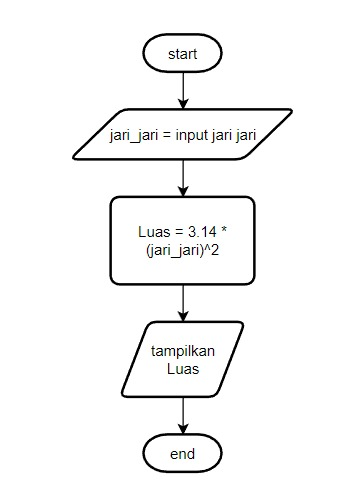 start
jari_jari = input jari jari
Luas = 3.14 *
(jari_jari)^2
tampilkan
Luas
end